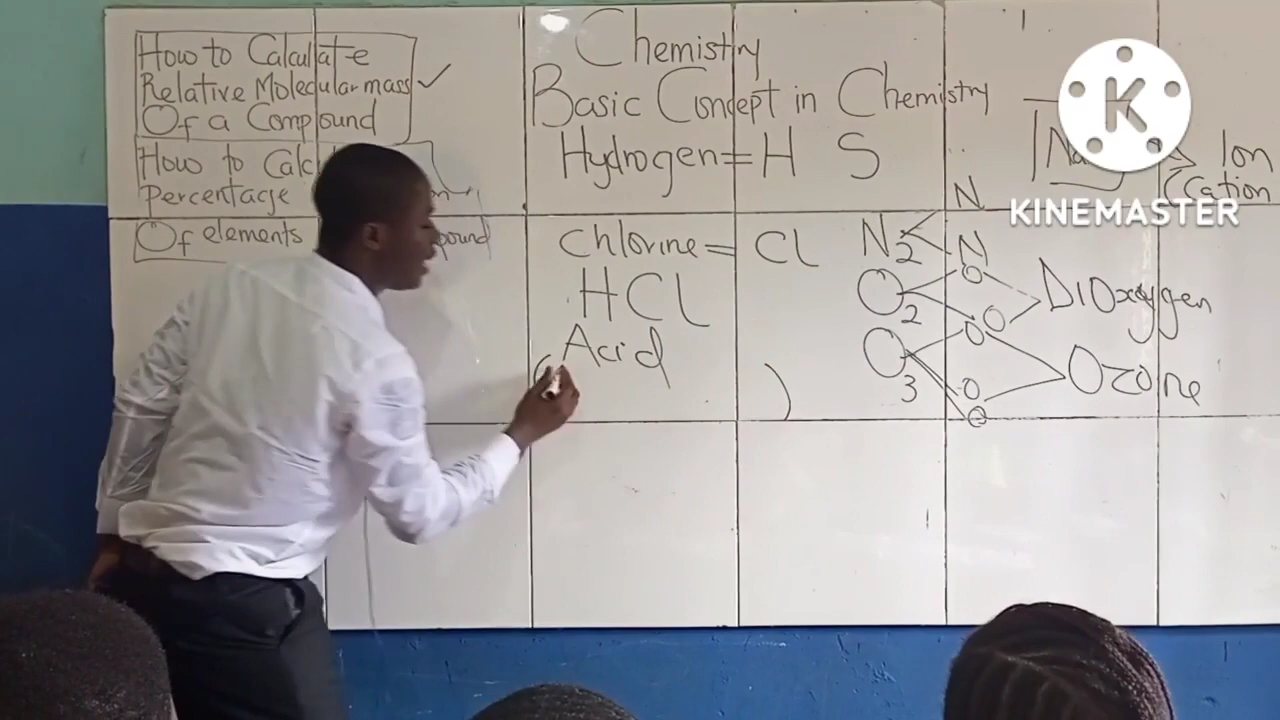 How to Calculate
Relative Molecular mass ✓
Of a Compound
How to Calc
Percentage
Of elements
Chemistry
Basic Concept in Chemistry
Hydrogen = H S
Chlorine = Cl
HCl
Acid
( )
N2
N
N
O2
O
O
O
DiOxygen
O3
O
O
Ozone
Ion
(Cation
K
KINEMASTER